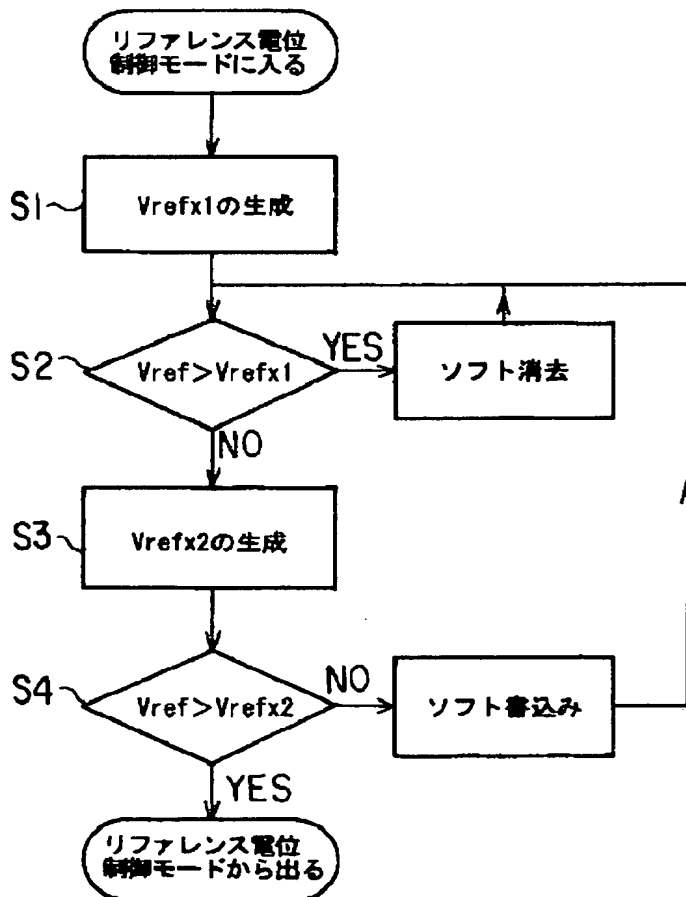 リファレンス電位
制御モードに入る
S1
Vrefx1の生成
S2
Vref>Vrefx1
YES
ソフト消去
NO
S3
Vrefx2の生成
S4
Vref>Vrefx2
NO
ソフト書込み
YES
リファレンス電位
制御モードから出る